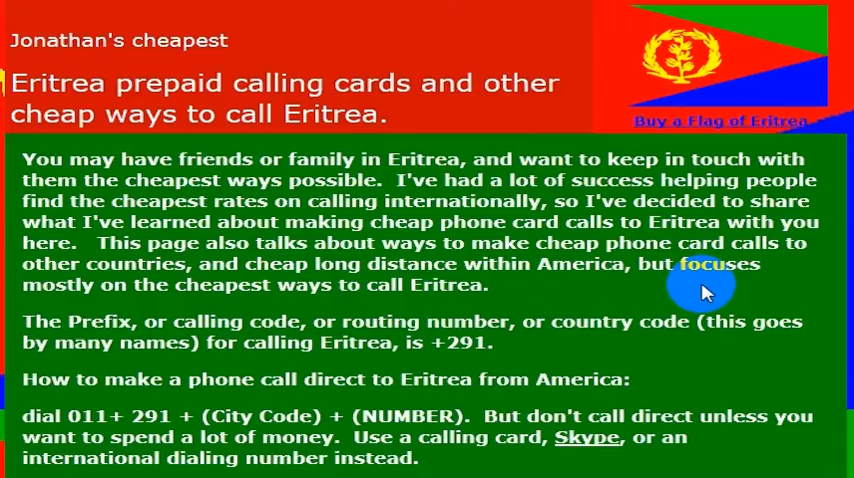 Jonathan's cheapest
Eritrea prepaid calling cards and other
cheap ways to call Eritrea.
Buy a Flag of Eritrea
You may have friends or family in Eritrea, and want to keep in touch with
them the cheapest ways possible.  I've had a lot of success helping people
find the cheapest rates on calling internationally, so I've decided to share
what I've learned about making cheap phone card calls to Eritrea with you
here.   This page also talks about ways to make cheap phone card calls to
other countries, and cheap long distance within America, but focuses
mostly on the cheapest ways to call Eritrea.
The Prefix, or calling code, or routing number, or country code (this goes
by many names) for calling Eritrea, is +291.
How to make a phone call direct to Eritrea from America:
dial 011+ 291 + (City Code) + (NUMBER).  But don't call direct unless you
want to spend a lot of money.  Use a calling card, Skype, or an
international dialing number instead.